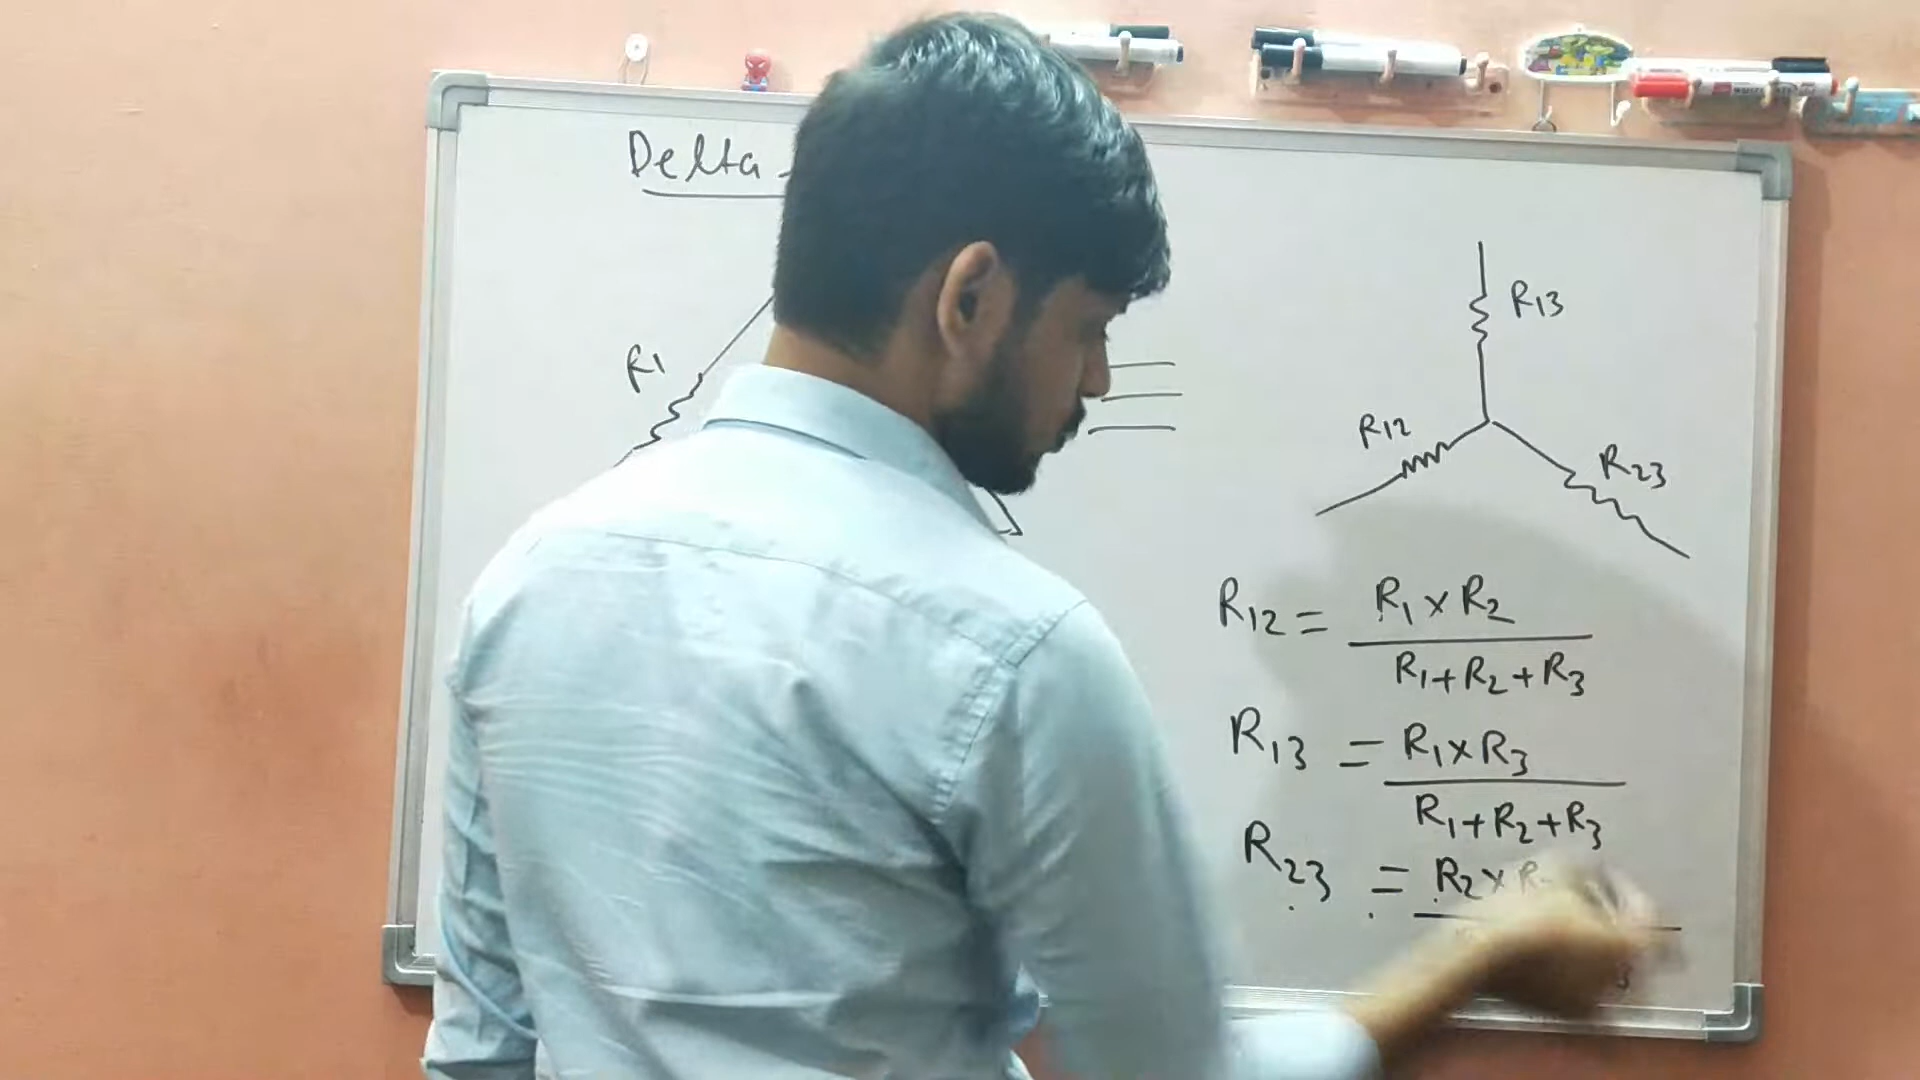 Delta -
R13
R1
R12
R23
R12 = R1 x R2
R1 + R2 + R3
R13 = R1 x R3
R1 + R2 + R3
R23 = R2 x